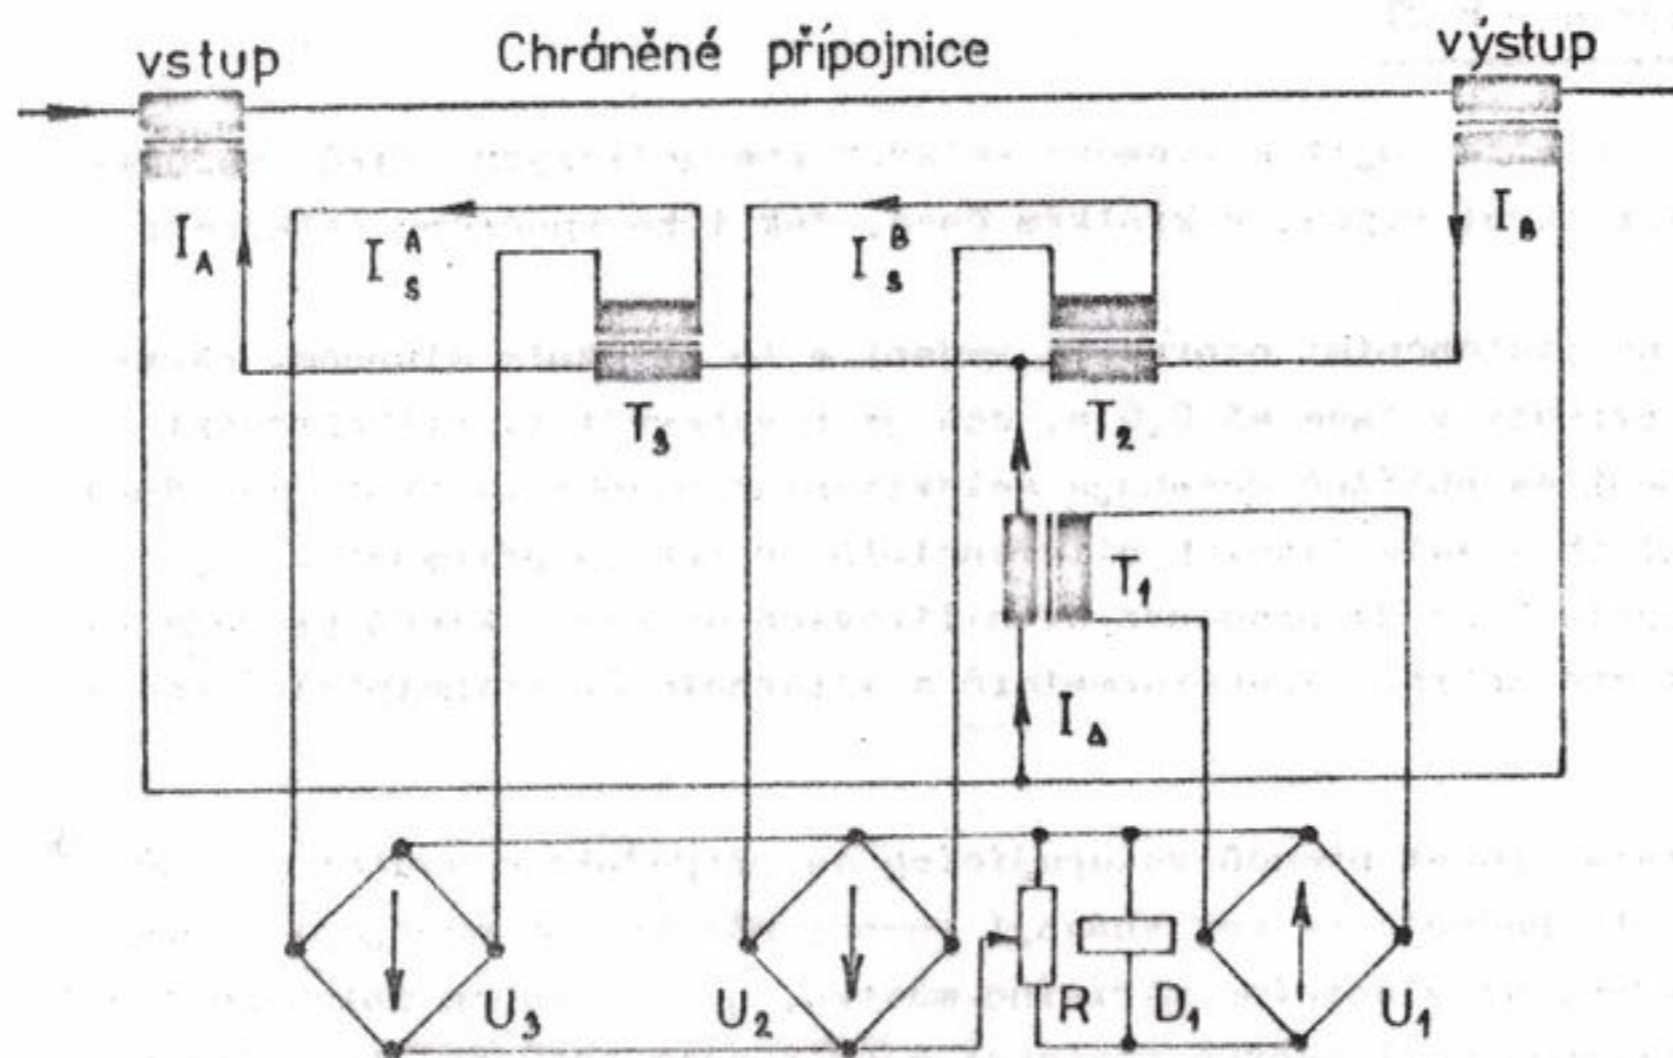 vstup Chráněné přípojnice výstup
I_A I_S^A I_S^B I_B
T_3 T_2
T_1
I_Δ
U_3 U_2 R D_1 U_1